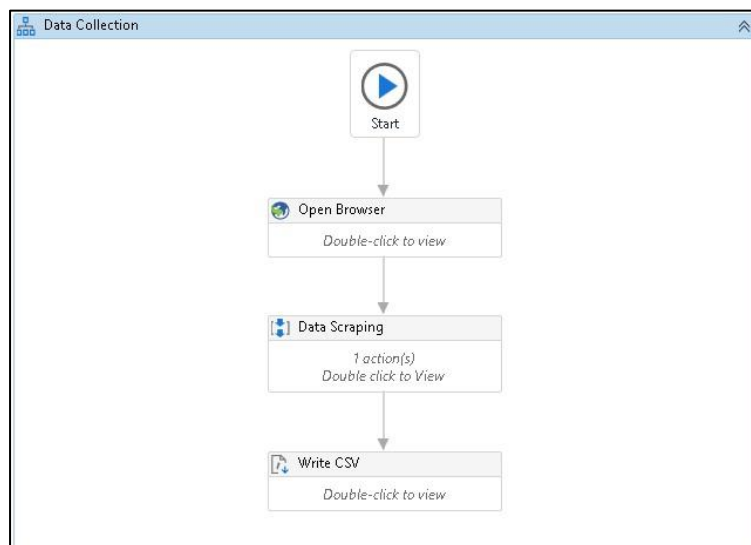 Data Collection
Start
Open Browser
Double-click to view
Data Scraping
1 action(s)
Double click to View
Write CSV
Double-click to view